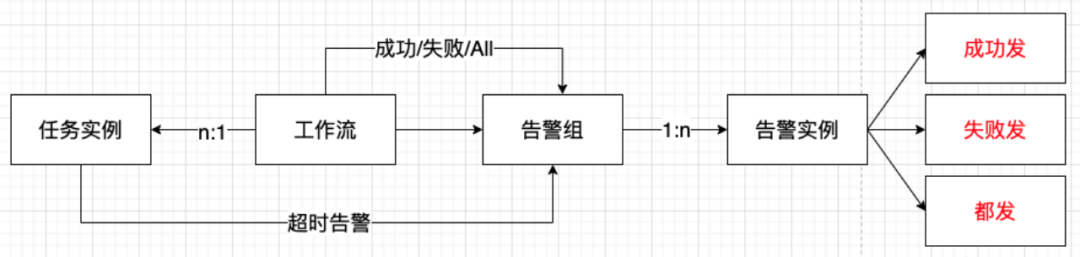 成功/失败/All
成功发
任务实例
n:1
工作流
告警组
1:n
告警实例
失败发
超时告警
都发